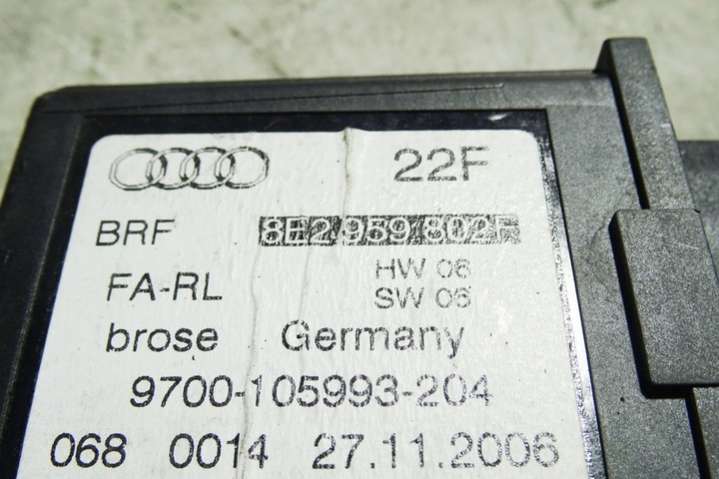 22F
BRF 8E2 959 802F
FA-RL HW 06
SW 06
brose Germany
9700-105993-204
068 0014 27.11.2006